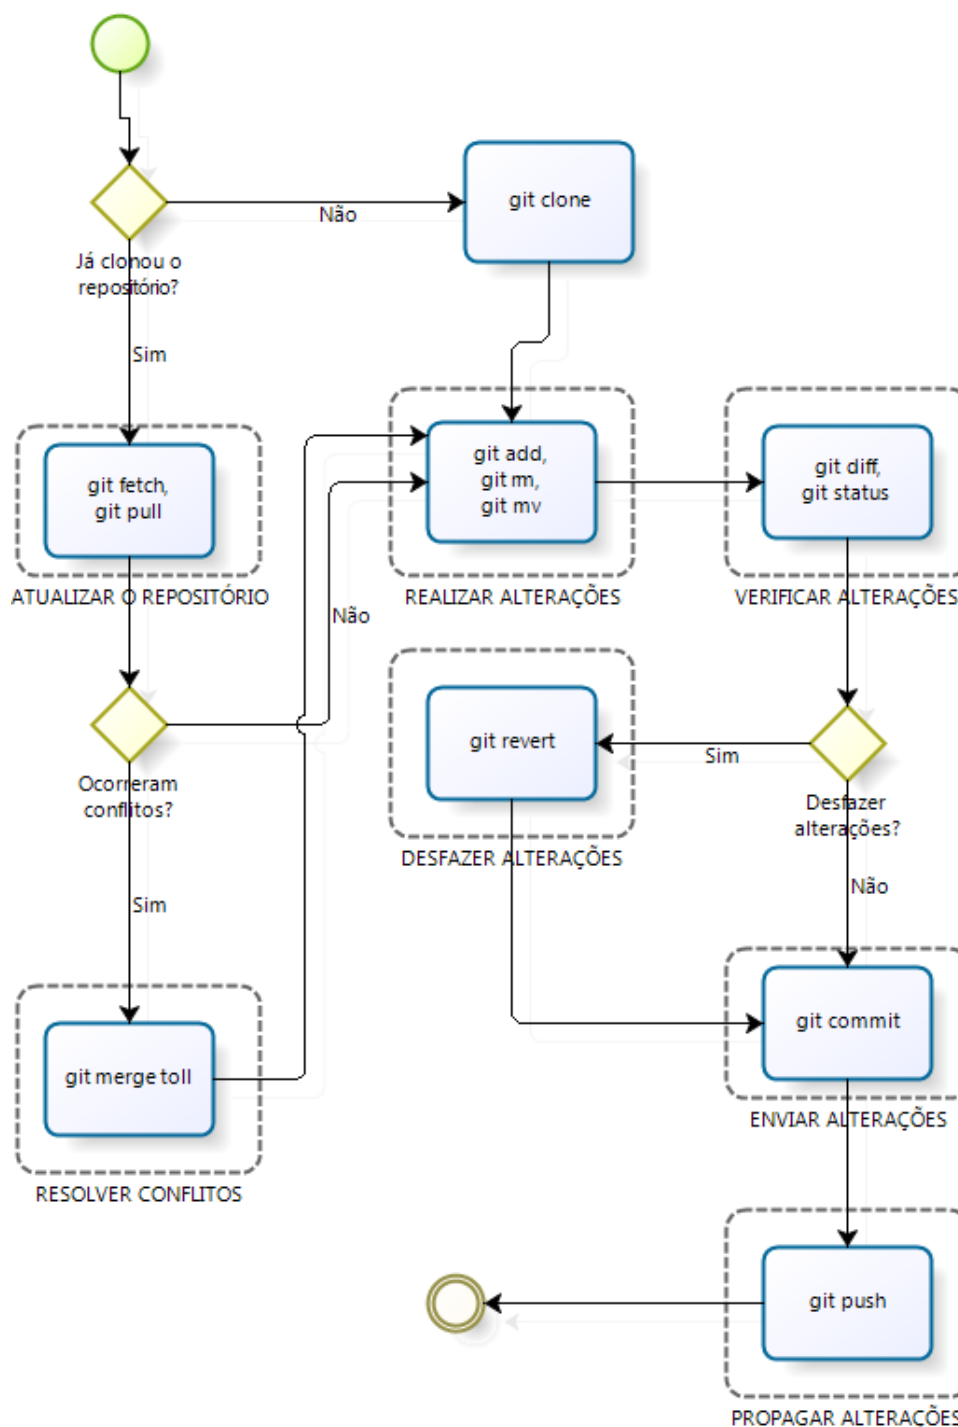 git clone
Não
Já clonou o
repositório?
Sim
git fetch,
git pull
ATUALIZAR O REPOSITÓRIO
git add,
git rm,
git mv
REALIZAR ALTERAÇÕES
git diff,
git status
VERIFICAR ALTERAÇÕES
Não
git revert
DESFAZER ALTERAÇÕES
Sim
Desfazer
alterações?
Não
Ocorreram
conflitos?
Sim
git merge toll
RESOLVER CONFLITOS
git commit
ENVIAR ALTERAÇÕES
git push
PROPAGAR ALTERAÇÕES